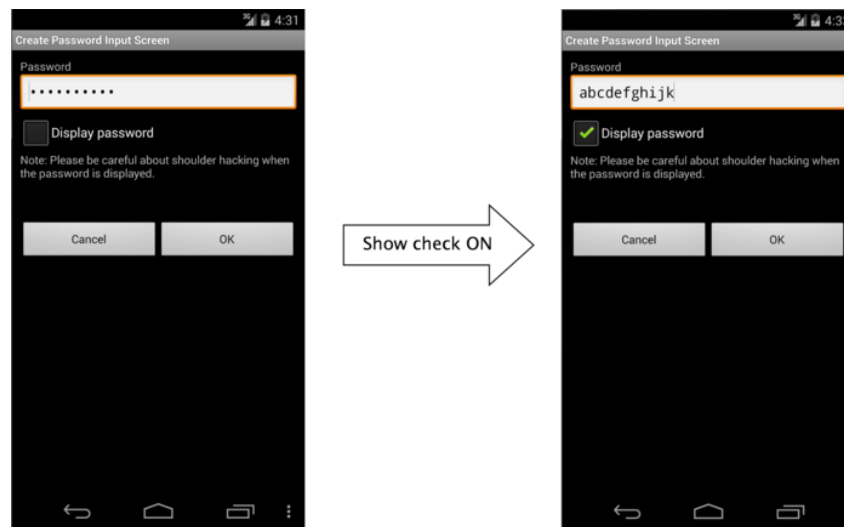 3G 4:31
Create Password Input Screen
Password
••••••••••
Display password
Note: Please be careful about shoulder hacking when
the password is displayed.
Cancel OK
Show check ON
3G
Create Password Input Screen
Password
abcdefghijk
Display password
Note: Please be careful about shoulder hacking when
the password is displayed.
Cancel OK